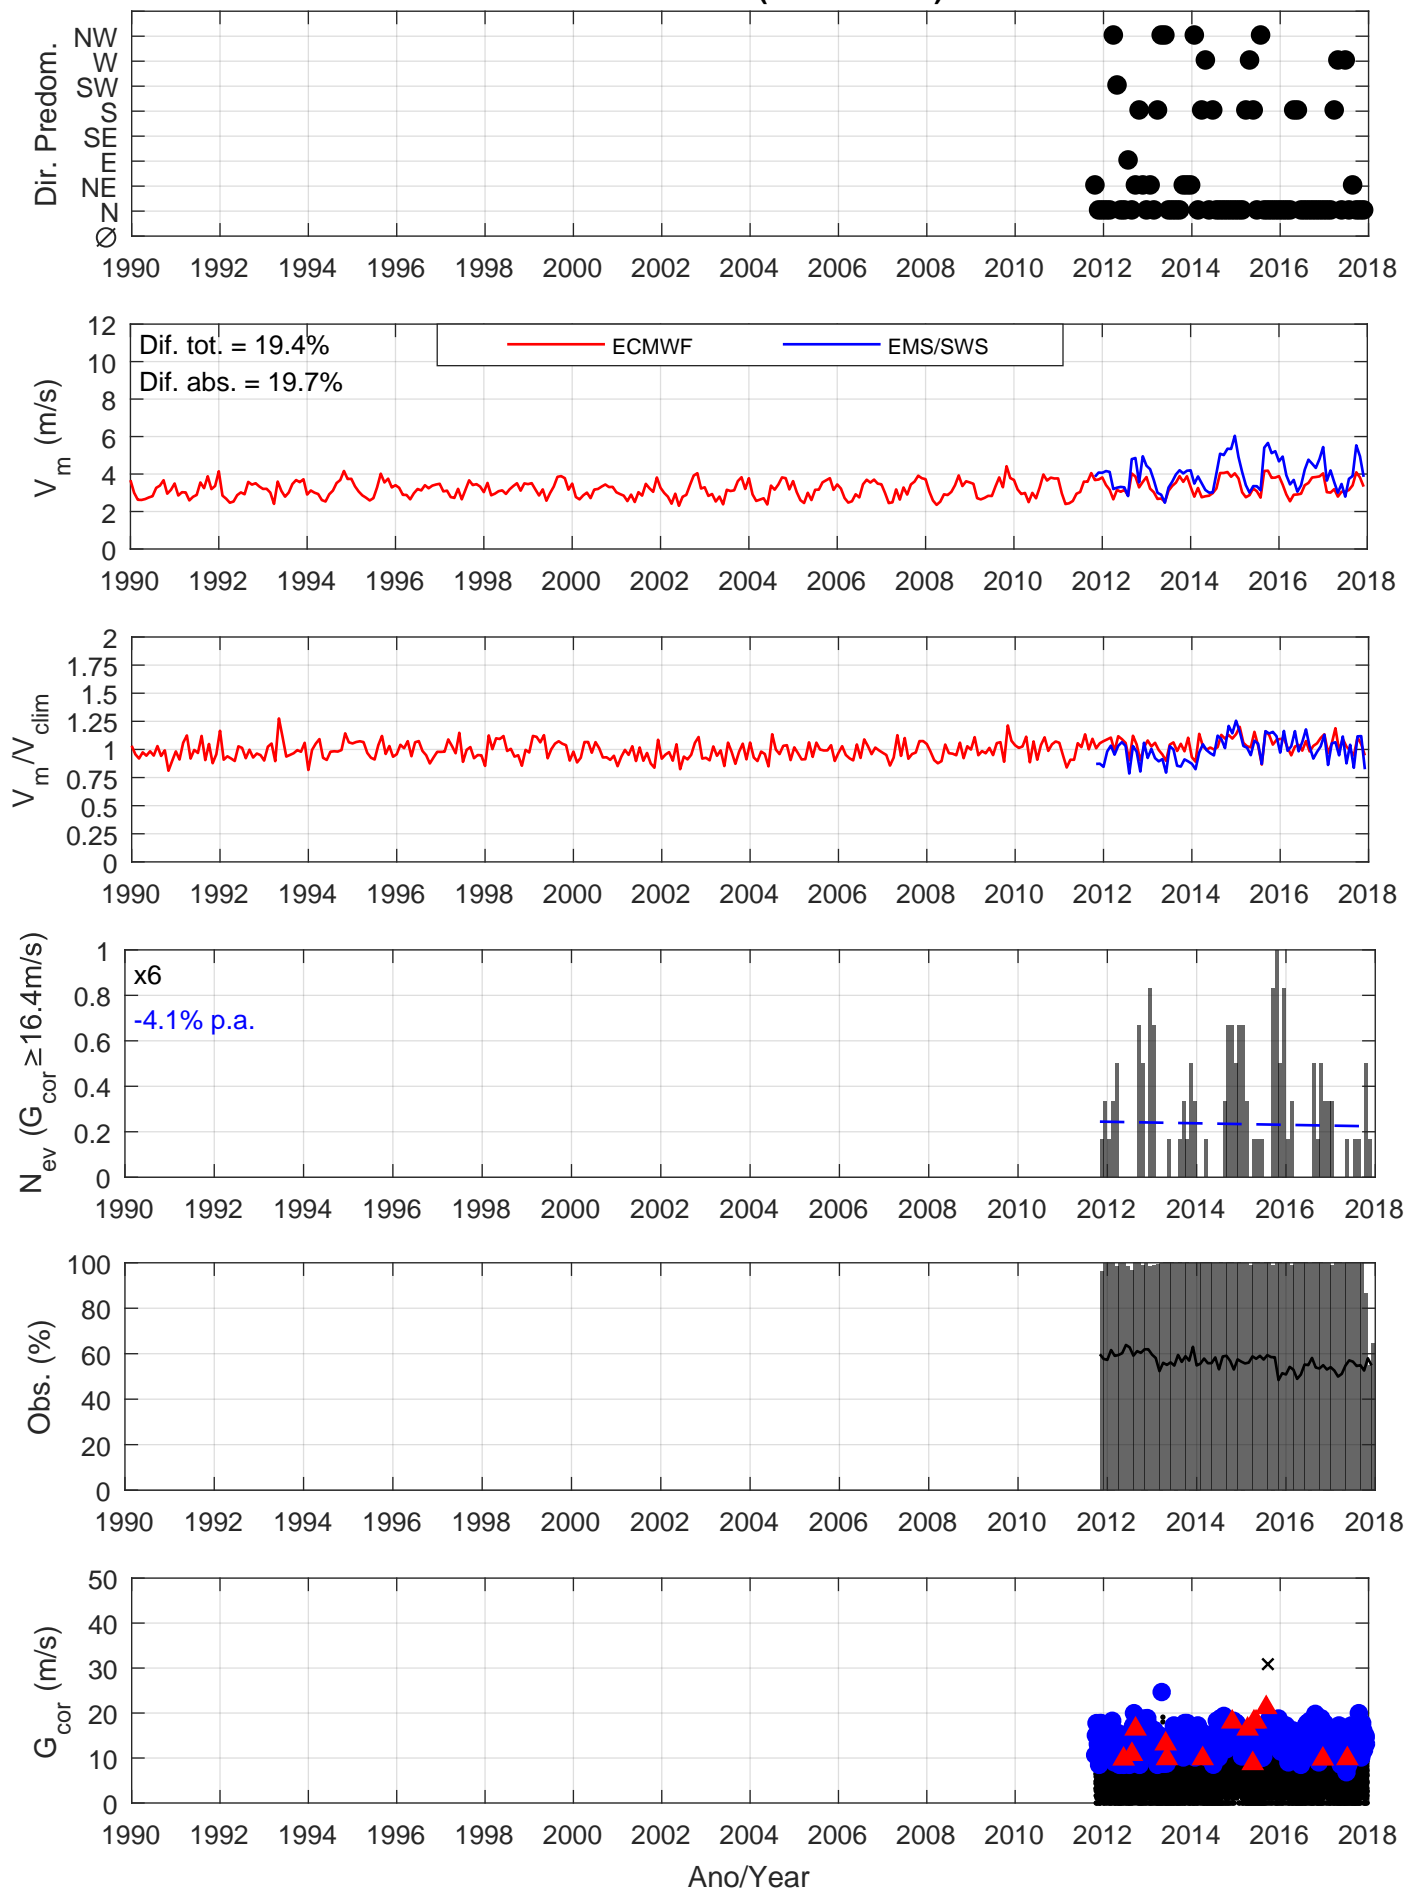 NW
W
SW
S
SE
E
NE
N
∅
Dir. Predom.
1990 1992 1994 1996 1998 2000 2002 2004 2006 2008 2010 2012 2014 2016 2018
12
10
8
6
4
2
0
V_m (m/s)
Dif. tot. = 19.4%
Dif. abs. = 19.7%
ECMWF
EMS/SWS
1990 1992 1994 1996 1998 2000 2002 2004 2006 2008 2010 2012 2014 2016 2018
2
1.75
1.5
1.25
1
0.75
0.5
0.25
0
V_m/V_clim
1990 1992 1994 1996 1998 2000 2002 2004 2006 2008 2010 2012 2014 2016 2018
1
0.8
0.6
0.4
0.2
0
N_ev (G_cor ≥16.4m/s)
x6
-4.1% p.a.
1990 1992 1994 1996 1998 2000 2002 2004 2006 2008 2010 2012 2014 2016 2018
100
80
60
40
20
0
Obs. (%)
1990 1992 1994 1996 1998 2000 2002 2004 2006 2008 2010 2012 2014 2016 2018
50
40
30
20
10
0
G_cor (m/s)
1990 1992 1994 1996 1998 2000 2002 2004 2006 2008 2010 2012 2014 2016 2018
Ano/Year